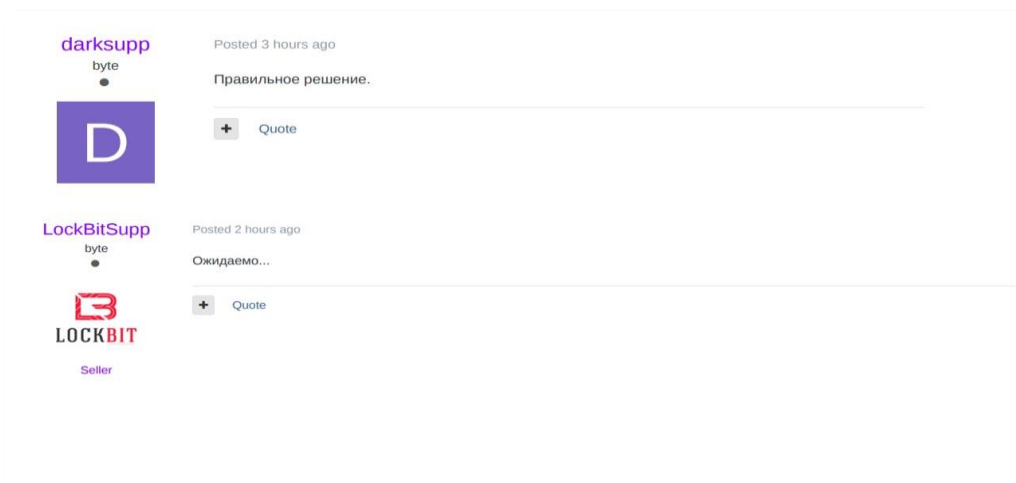 darksupp
byte
Posted 3 hours ago
Правильное решение.
D
+ Quote
LockBitSupp
byte
Posted 2 hours ago
Ожидаемо...
+ Quote
LOCKBIT
Seller